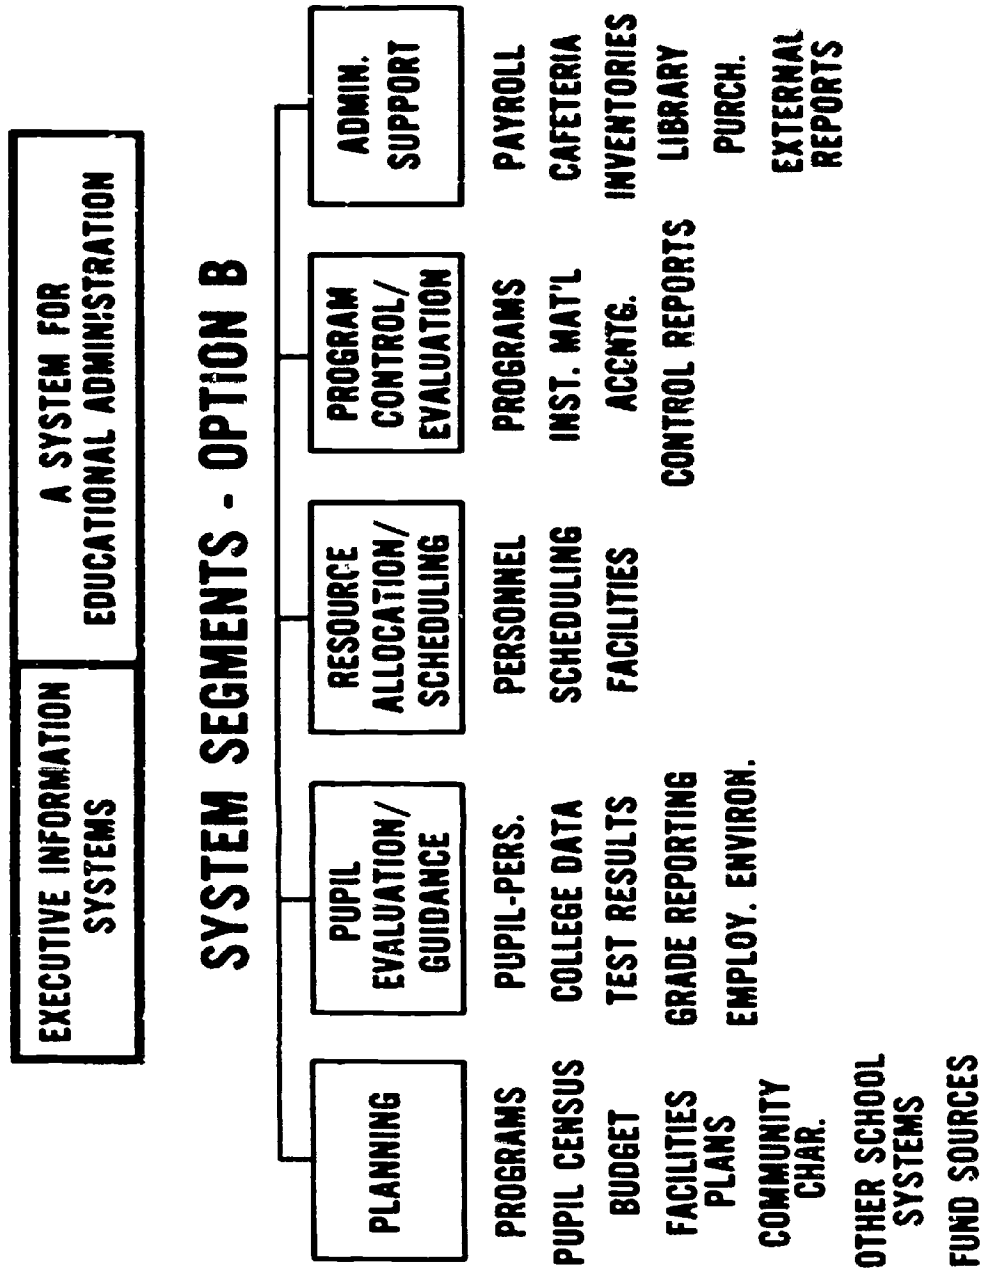 EXECUTIVE INFORMATION
SYSTEMS
A SYSTEM FOR
EDUCATIONAL ADMINISTRATION
SYSTEM SEGMENTS - OPTION B
PLANNING
PROGRAMS
PUPIL CENSUS
BUDGET
FACILITIES
PLANS
COMMUNITY
CHAR.
OTHER SCHOOL
SYSTEMS
FUND SOURCES
PUPIL
EVALUATION/
GUIDANCE
PUPIL-PERS.
COLLEGE DATA
TEST RESULTS
GRADE REPORTING
EMPLOY. ENVIRON.
RESOURCE
ALLOCATION/
SCHEDULING
PERSONNEL
SCHEDULING
FACILITIES
PROGRAM
CONTROL/
EVALUATION
PROGRAMS
INST. MAT'L
ACCNTG.
CONTROL REPORTS
ADMIN.
SUPPORT
PAYROLL
CAFETERIA
INVENTORIES
LIBRARY
PURCH.
EXTERNAL
REPORTS